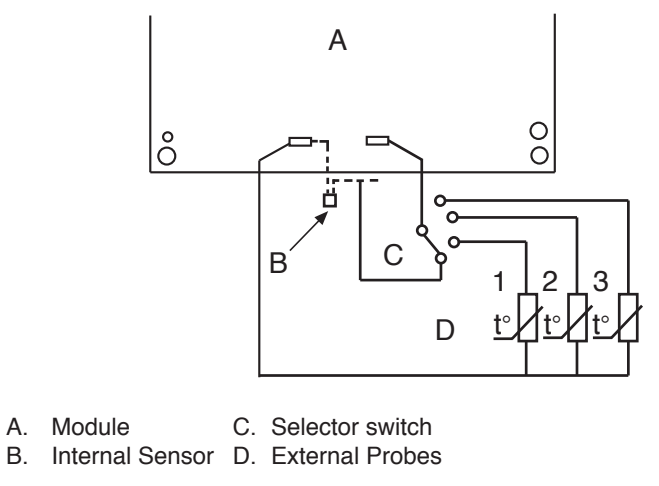 A
B
C
1 2 3
t° t° t°
D
A. Module
C. Selector switch
B. Internal Sensor
D. External Probes